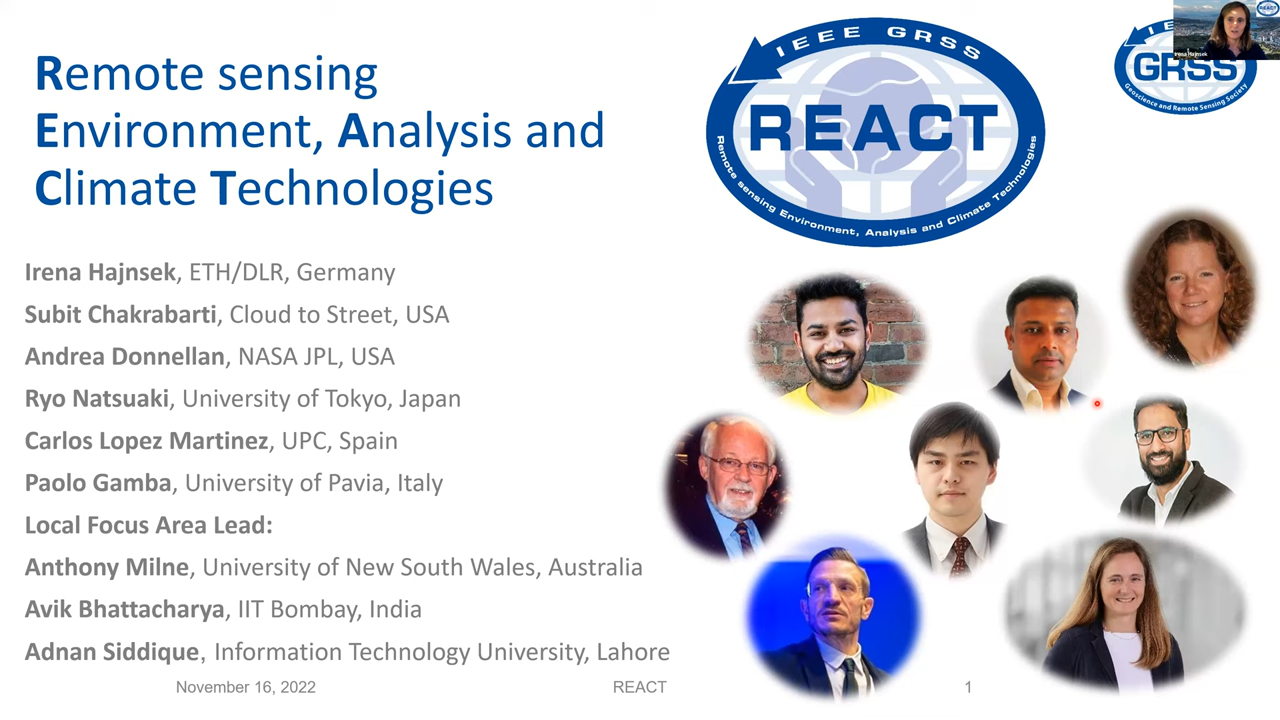 Remote sensing
Environment, Analysis and
Climate Technologies
IEEE GRSS
REACT
Remote sensing Environment, Analysis and Climate Technologies
GRSS
Geoscience and Remote Sensing Society
Irena Hajnsek
Irena Hajnsek, ETH/DLR, Germany
Subit Chakrabarti, Cloud to Street, USA
Andrea Donnellan, NASA JPL, USA
Ryo Natsuaki, University of Tokyo, Japan
Carlos Lopez Martinez, UPC, Spain
Paolo Gamba, University of Pavia, Italy
Local Focus Area Lead:
Anthony Milne, University of New South Wales, Australia
Avik Bhattacharya, IIT Bombay, India
Adnan Siddique, Information Technology University, Lahore
November 16, 2022
REACT
1